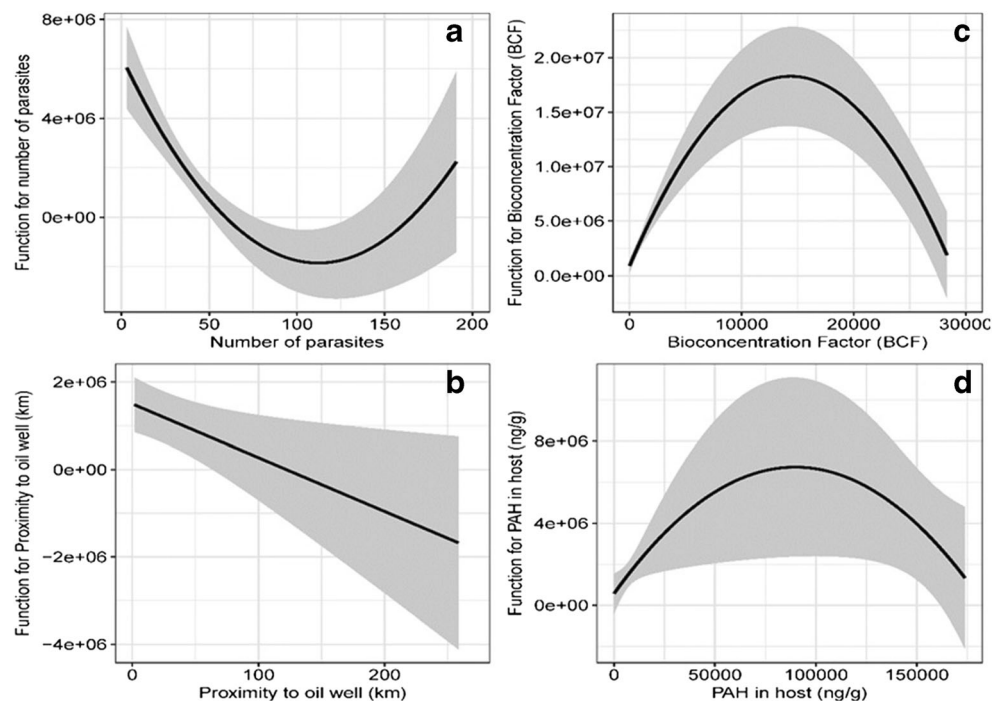 a
Function for number of parasites
8e+06
4e+06
0e+00
0
50
100
150
200
Number of parasites
c
Function for Bioconcentration Factor (BCF)
2.0e+07
1.5e+07
1.0e+07
5.0e+06
0.0e+00
0
10000
20000
30000
Bioconcentration Factor (BCF)
b
Function for Proximity to oil well (km)
2e+06
0e+00
−2e+06
−4e+06
0
100
200
Proximity to oil well (km)
d
Function for PAH in host (ng/g)
8e+06
4e+06
0e+00
0
50000
100000
150000
PAH in host (ng/g)